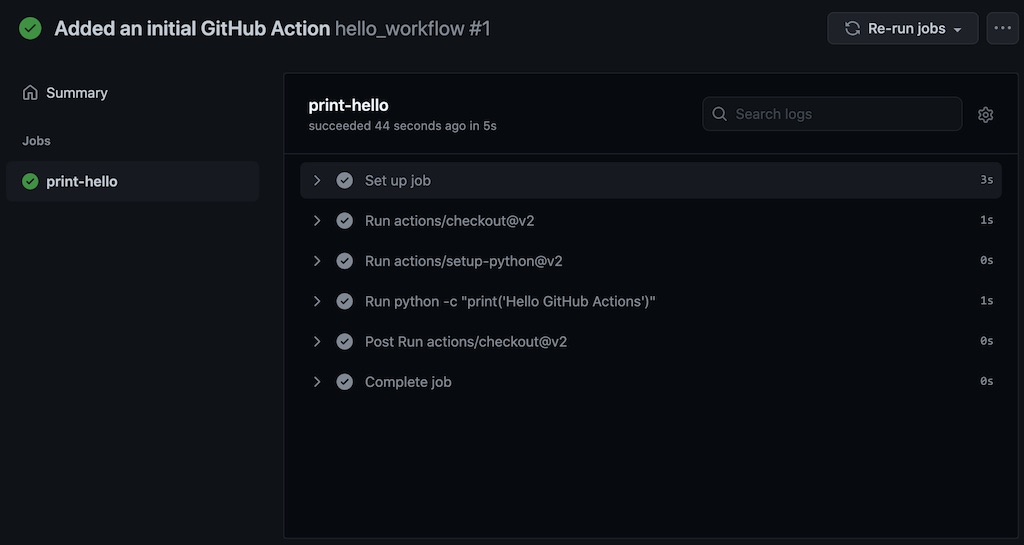 Added an initial GitHub Action hello_workflow #1
Re-run jobs
Summary
Jobs
print-hello
print-hello
succeeded 44 seconds ago in 5s
Search logs
Set up job 3s
Run actions/checkout@v2 1s
Run actions/setup-python@v2 0s
Run python -c "print('Hello GitHub Actions')" 1s
Post Run actions/checkout@v2 0s
Complete job 0s